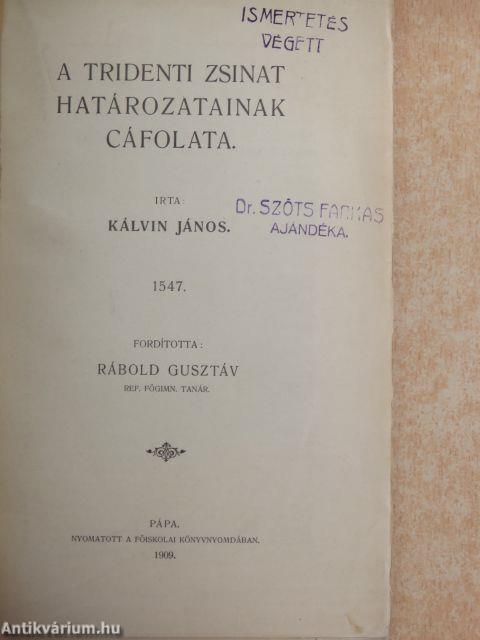 ISMERTETÉS
VÉGETT
A TRIDENTI ZSINAT
HATÁROZATAINAK
CÁFOLATA.
IRTA:
KÁLVIN JÁNOS.
Dr. SZŐTS FARKAS
AJÁNDÉKA.
1547.
FORDÍTOTTA:
RÁBOLD GUSZTÁV
REF. FŐGIMN. TANÁR.
PÁPA.
NYOMATOTT A FŐISKOLAI KÖNYVNYOMDÁBAN.
1909.
Antikvárium.hu